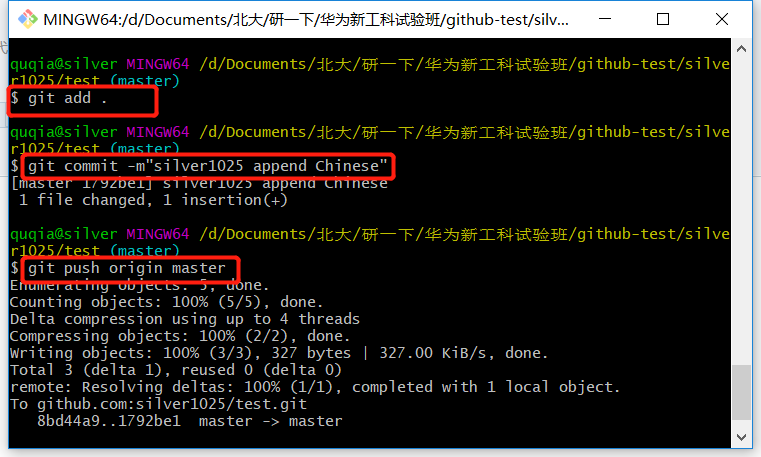 MINGW64:/d/Documents/北大/研一下/华为新工科试验班/github-test/silv...
quqia@silver MINGW64 /d/Documents/北大/研一下/华为新工科试验班/github-test/silve
r1025/test (master)
$ git add .
quqia@silver MINGW64 /d/Documents/北大/研一下/华为新工科试验班/github-test/silve
r1025/test (master)
$ git commit -m"silver1025 append Chinese"
[master 1792be1] silver1025 append Chinese
1 file changed, 1 insertion(+)
quqia@silver MINGW64 /d/Documents/北大/研一下/华为新工科试验班/github-test/silve
r1025/test (master)
$ git push origin master
Enumerating objects: 5, done.
Counting objects: 100% (5/5), done.
Delta compression using up to 4 threads
Compressing objects: 100% (2/2), done.
Writing objects: 100% (3/3), 327 bytes | 327.00 KiB/s, done.
Total 3 (delta 1), reused 0 (delta 0)
remote: Resolving deltas: 100% (1/1), completed with 1 local object.
To github.com:silver1025/test.git
8bd44a9..1792be1 master -> master